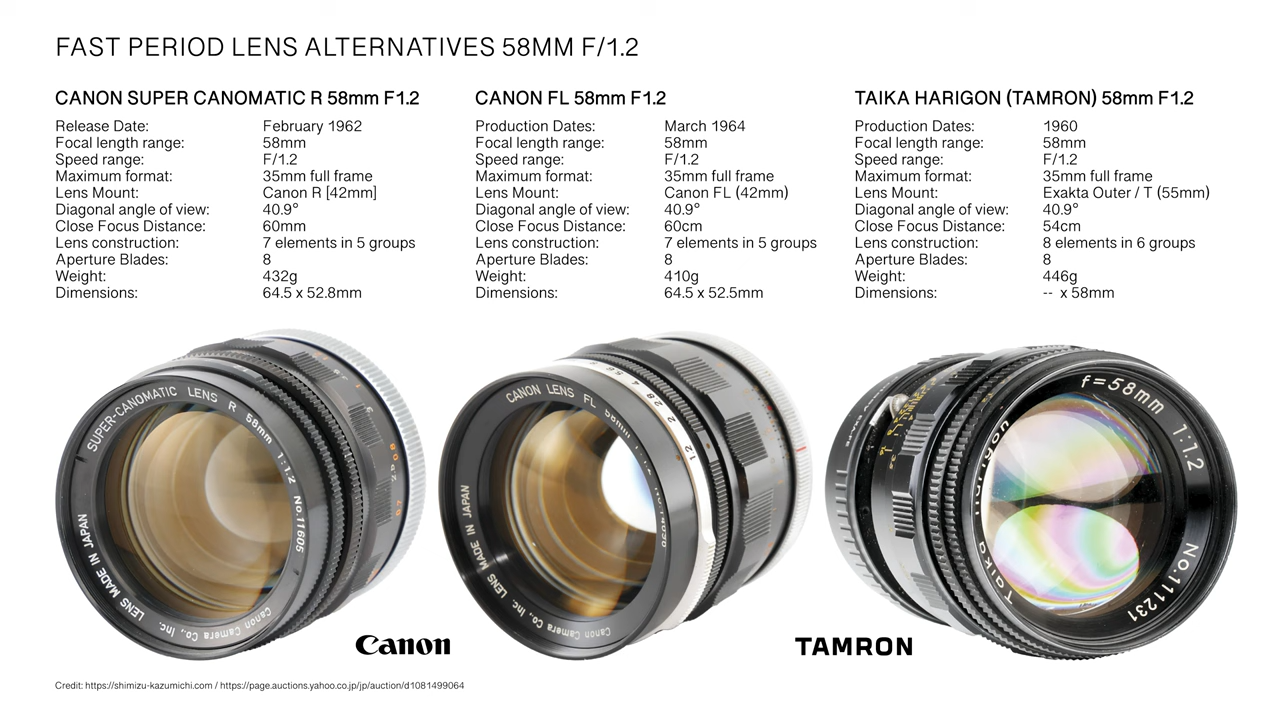 FAST PERIOD LENS ALTERNATIVES 58MM F/1.2
CANON SUPER CANOMATIC R 58mm F1.2
Release Date: February 1962
Focal length range: 58mm
Speed range: F/1.2
Maximum format: 35mm full frame
Lens Mount: Canon R [42mm]
Diagonal angle of view: 40.9°
Close Focus Distance: 60mm
Lens construction: 7 elements in 5 groups
Aperture Blades: 8
Weight: 432g
Dimensions: 64.5 x 52.8mm
CANON FL 58mm F1.2
Production Dates: March 1964
Focal length range: 58mm
Speed range: F/1.2
Maximum format: 35mm full frame
Lens Mount: Canon FL (42mm)
Diagonal angle of view: 40.9°
Close Focus Distance: 60cm
Lens construction: 7 elements in 5 groups
Aperture Blades: 8
Weight: 410g
Dimensions: 64.5 x 52.5mm
TAIKA HARIGON (TAMRON) 58mm F1.2
Production Dates: 1960
Focal length range: 58mm
Speed range: F/1.2
Maximum format: 35mm full frame
Lens Mount: Exakta Outer / T (55mm)
Diagonal angle of view: 40.9°
Close Focus Distance: 54cm
Lens construction: 8 elements in 6 groups
Aperture Blades: 8
Weight: 446g
Dimensions: -- x 58mm
SUPER-CANOMATIC LENS R 58mm 1:1.2 No.11605
Canon Camera Co., Inc. LENS MADE IN JAPAN
CANON LENS FL 58mm
Canon Camera Co., Inc. LENS MADE IN JAPAN
Taika Harigon f=58mm 1:1.2 No.111231
Canon
TAMRON
Credit: https://shimizu-kazumichi.com / https://page.auctions.yahoo.co.jp/jp/auction/d1081499064